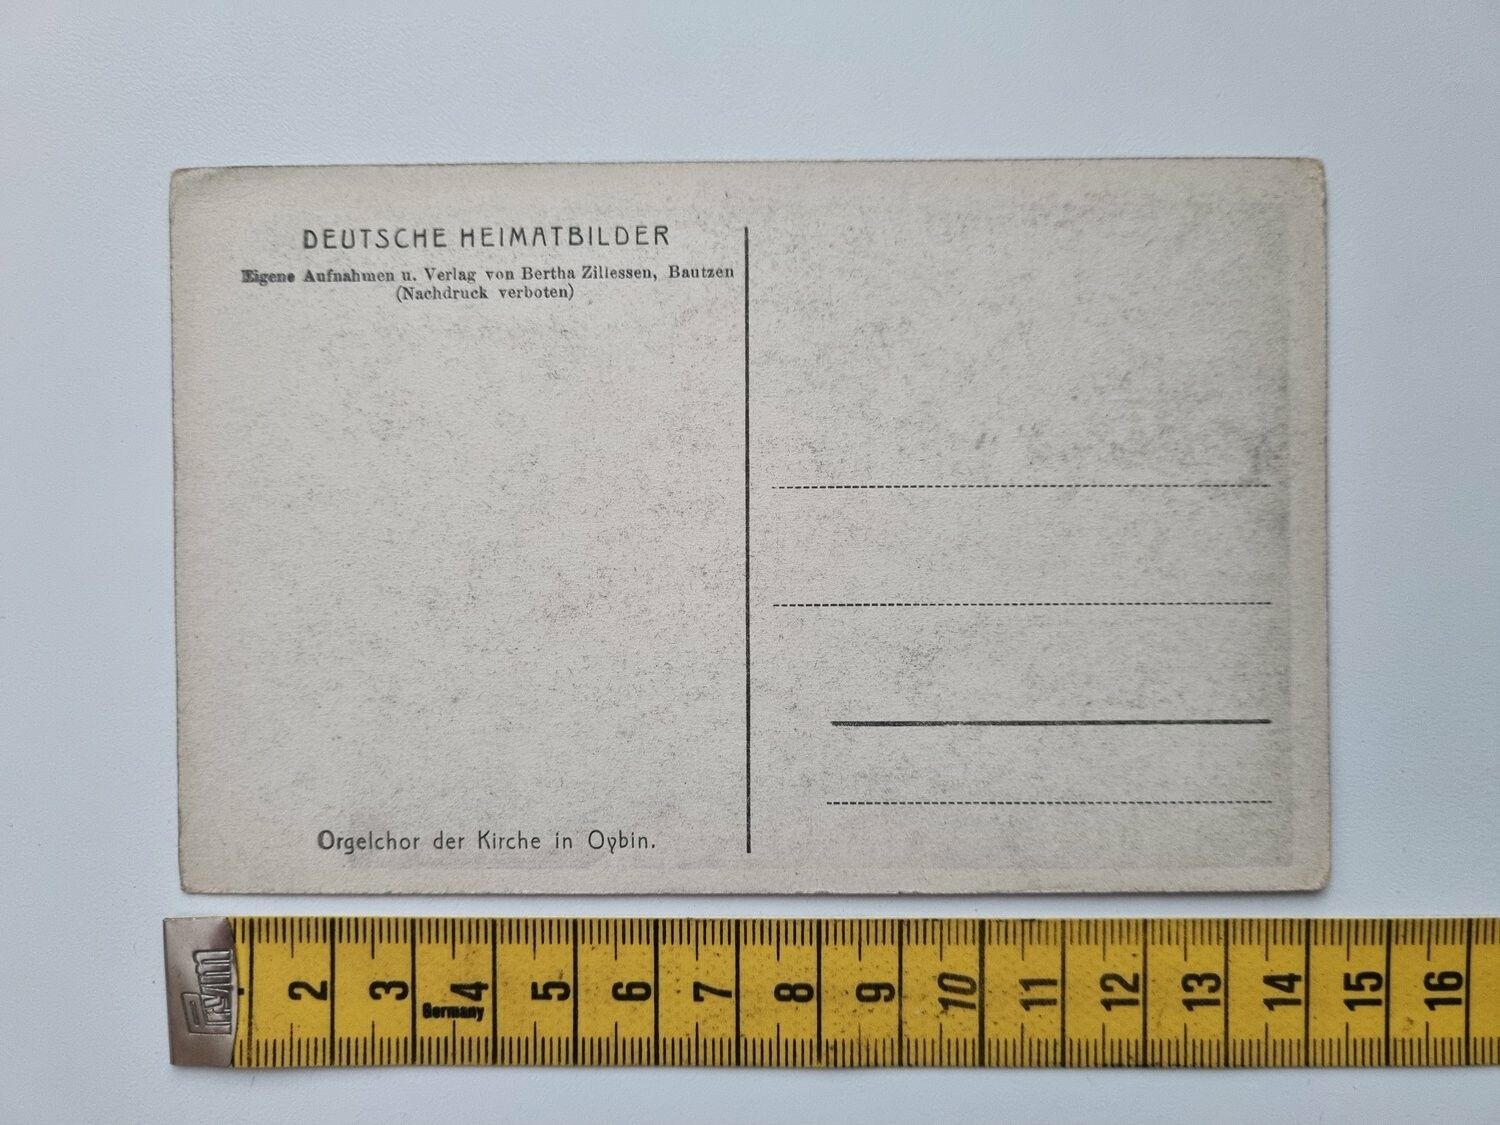 DEUTSCHE HEIMATBILDER
Eigene Aufnahmen u. Verlag von Bertha Zillessen, Bautzen
(Nachdruck verboten)
Orgelchor der Kirche in Oybin.
Prym
2 3 4 5 6 7 8 9 10 11 12 13 14 15 16
Germany